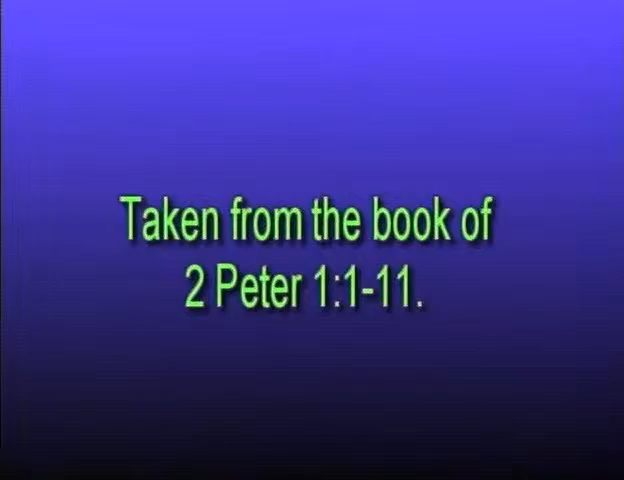 Taken from the book of
2 Peter 1:1-11.